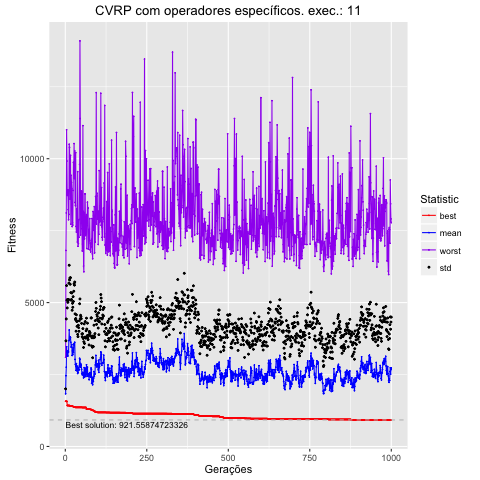 CVRP com operadores específicos. exec.: 11
Fitness
10000
5000
0
Best solution: 921.55874723326
0 250 500 750 1000
Gerações
Statistic
best
mean
worst
std